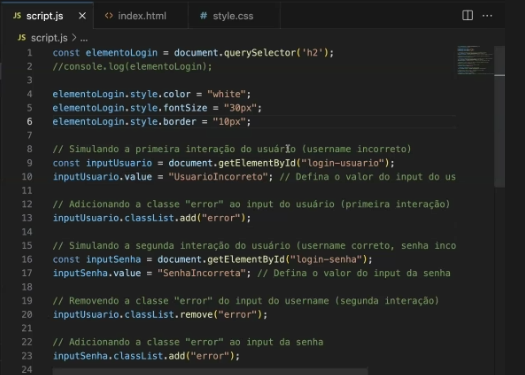 JS script.js × <> index.html # style.css ···
JS script.js > ...
1 const elementoLogin = document.querySelector('h2');
2 //console.log(elementoLogin);
3
4 elementoLogin.style.color = "white";
5 elementoLogin.style.fontSize = "30px";
6 elementoLogin.style.border = "10px";
7
8 // Simulando a primeira interação do usuário (username incorreto)
9 const inputUsuario = document.getElementById("login-usuario");
10 inputUsuario.value = "UsuarioIncorreto"; // Defina o valor do input do us
11
12 // Adicionando a classe "error" ao input do usuário (primeira interação)
13 inputUsuario.classList.add("error");
14
15 // Simulando a segunda interação do usuário (username correto, senha inco
16 const inputSenha = document.getElementById("login-senha");
17 inputSenha.value = "SenhaIncorreta"; // Defina o valor do input da senha
18
19 // Removendo a classe "error" do input do username (segunda interação)
20 inputUsuario.classList.remove("error");
21
22 // Adicionando a classe "error" ao input da senha
23 inputSenha.classList.add("error");
24